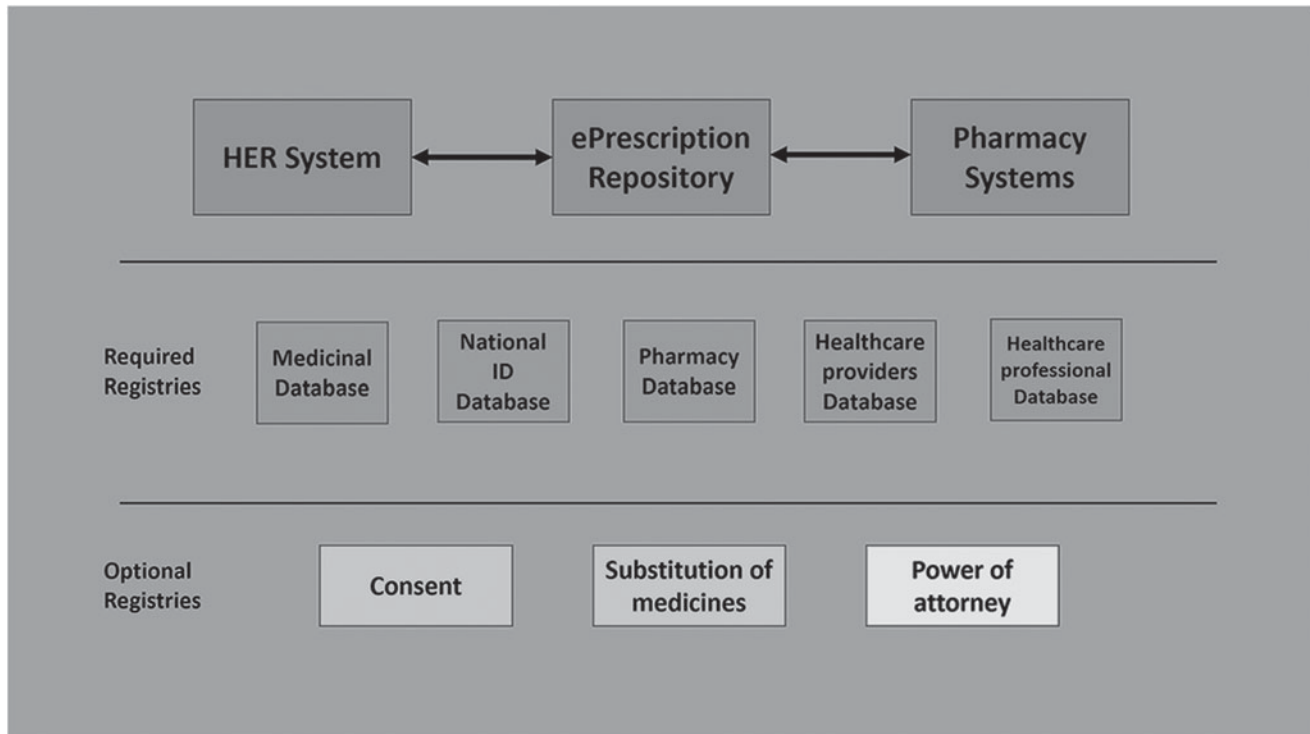 HER System
ePrescription
Repository
Pharmacy
Systems
Required
Registries
Medicinal
Database
National
ID
Database
Pharmacy
Database
Healthcare
providers
Database
Healthcare
professional
Database
Optional
Registries
Consent
Substitution of
medicines
Power of
attorney